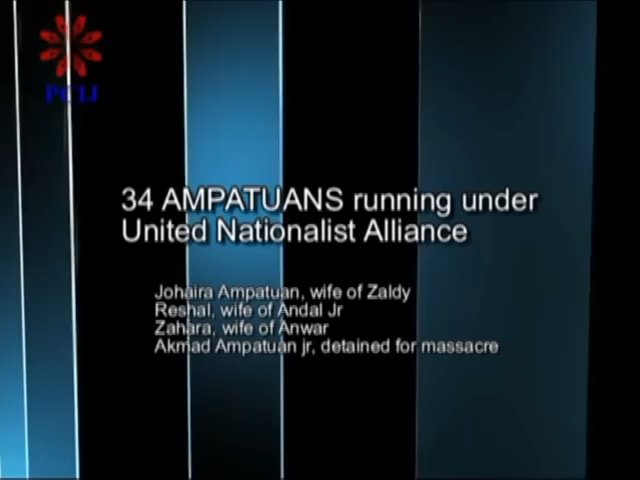 PCIJ
34 AMPATUANS running under
United Nationalist Alliance
Johaira Ampatuan, wife of Zaldy
Reshal, wife of Andal Jr
Zahara, wife of Anwar
Akmad Ampatuan jr, detained for massacre